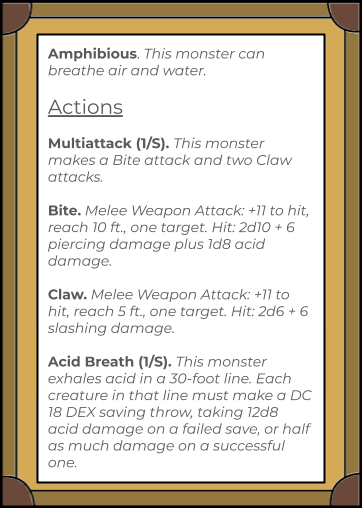 Amphibious. This monster can
breathe air and water.
Actions
Multiattack (1/S). This monster
makes a Bite attack and two Claw
attacks.
Bite. Melee Weapon Attack: +11 to hit,
reach 10 ft., one target. Hit: 2d10 + 6
piercing damage plus 1d8 acid
damage.
Claw. Melee Weapon Attack: +11 to
hit, reach 5 ft., one target. Hit: 2d6 + 6
slashing damage.
Acid Breath (1/S). This monster
exhales acid in a 30-foot line. Each
creature in that line must make a DC
18 DEX saving throw, taking 12d8
acid damage on a failed save, or half
as much damage on a successful
one.